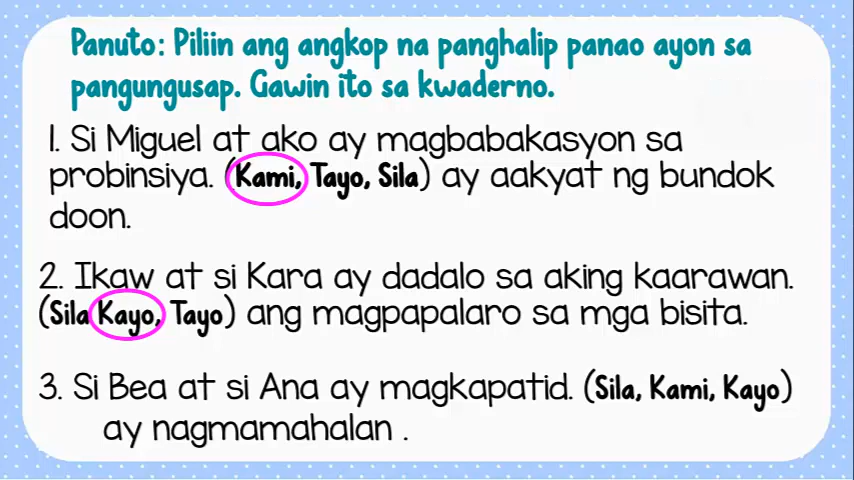 Panuto: Piliin ang angkop na panghalip panao ayon sa
pangungusap. Gawin ito sa kwaderno.
1. Si Miguel at ako ay magbabakasyon sa
probinsiya. (Kami, Tayo, Sila) ay aakyat ng bundok
doon.
2. Ikaw at si Kara ay dadalo sa aking kaarawan.
(Sila Kayo, Tayo) ang magpapalaro sa mga bisita.
3. Si Bea at si Ana ay magkapatid. (Sila, Kami, Kayo)
ay nagmamahalan .